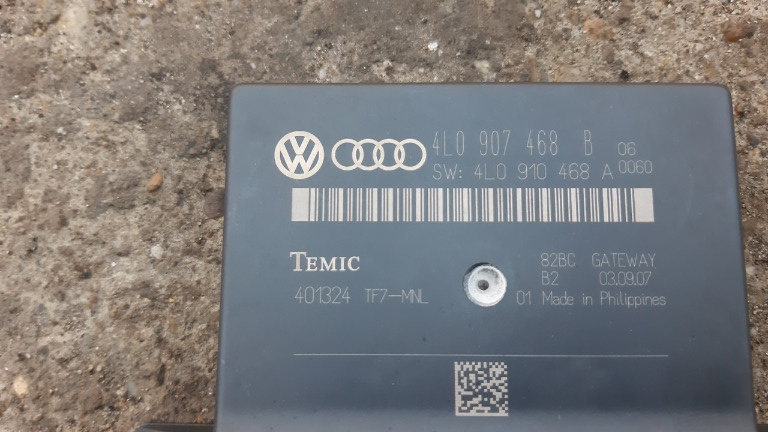 4L0 907 468 B 06
SW: 4L0 910 468 A 0060
TEMIC 82BC GATEWAY
B2 03.09.07
401324 TF7-MNL 01 Made in Philippines